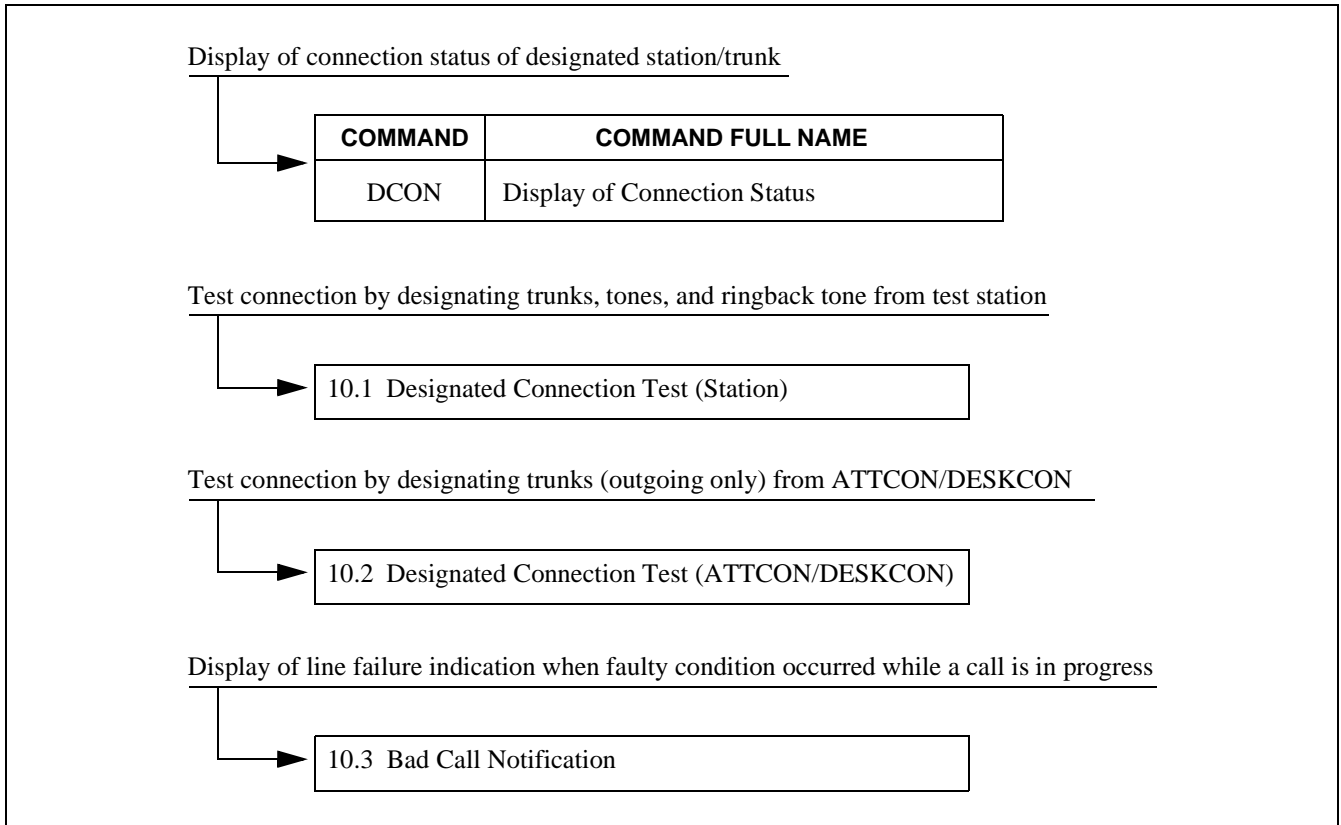 Display of connection status of designated station/trunk
COMMAND COMMAND FULL NAME
DCON Display of Connection Status
Test connection by designating trunks, tones, and ringback tone from test station
10.1 Designated Connection Test (Station)
Test connection by designating trunks (outgoing only) from ATTCON/DESKCON
10.2 Designated Connection Test (ATTCON/DESKCON)
Display of line failure indication when faulty condition occurred while a call is in progress
10.3 Bad Call Notification